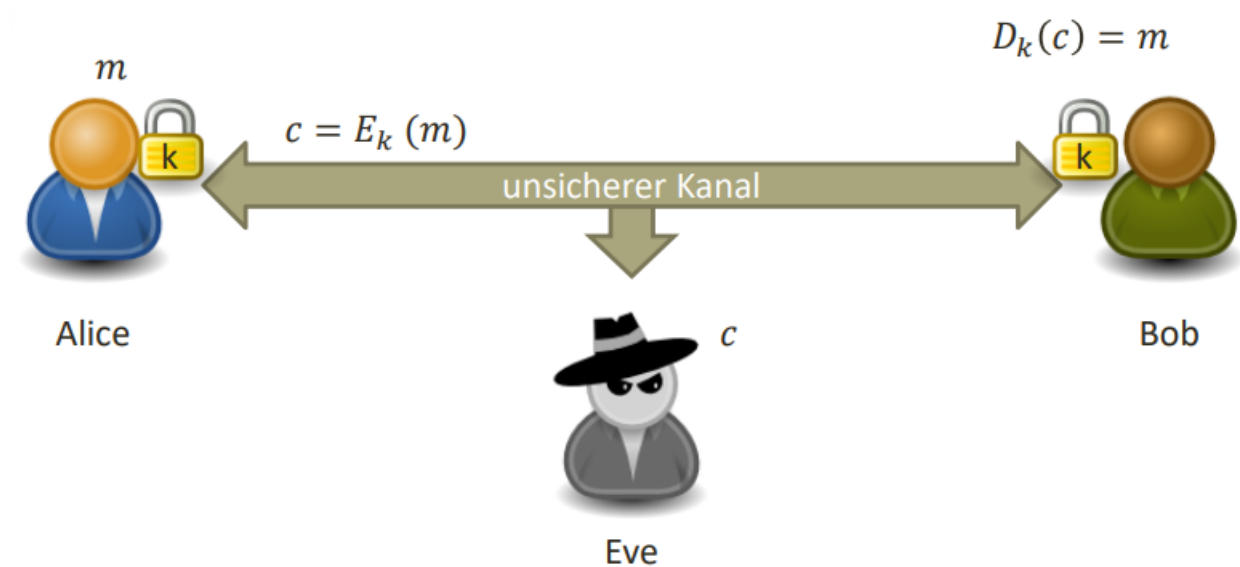 m
D_k(c) = m
c = E_k (m)
k
k
unsicherer Kanal
Alice
c
Bob
Eve